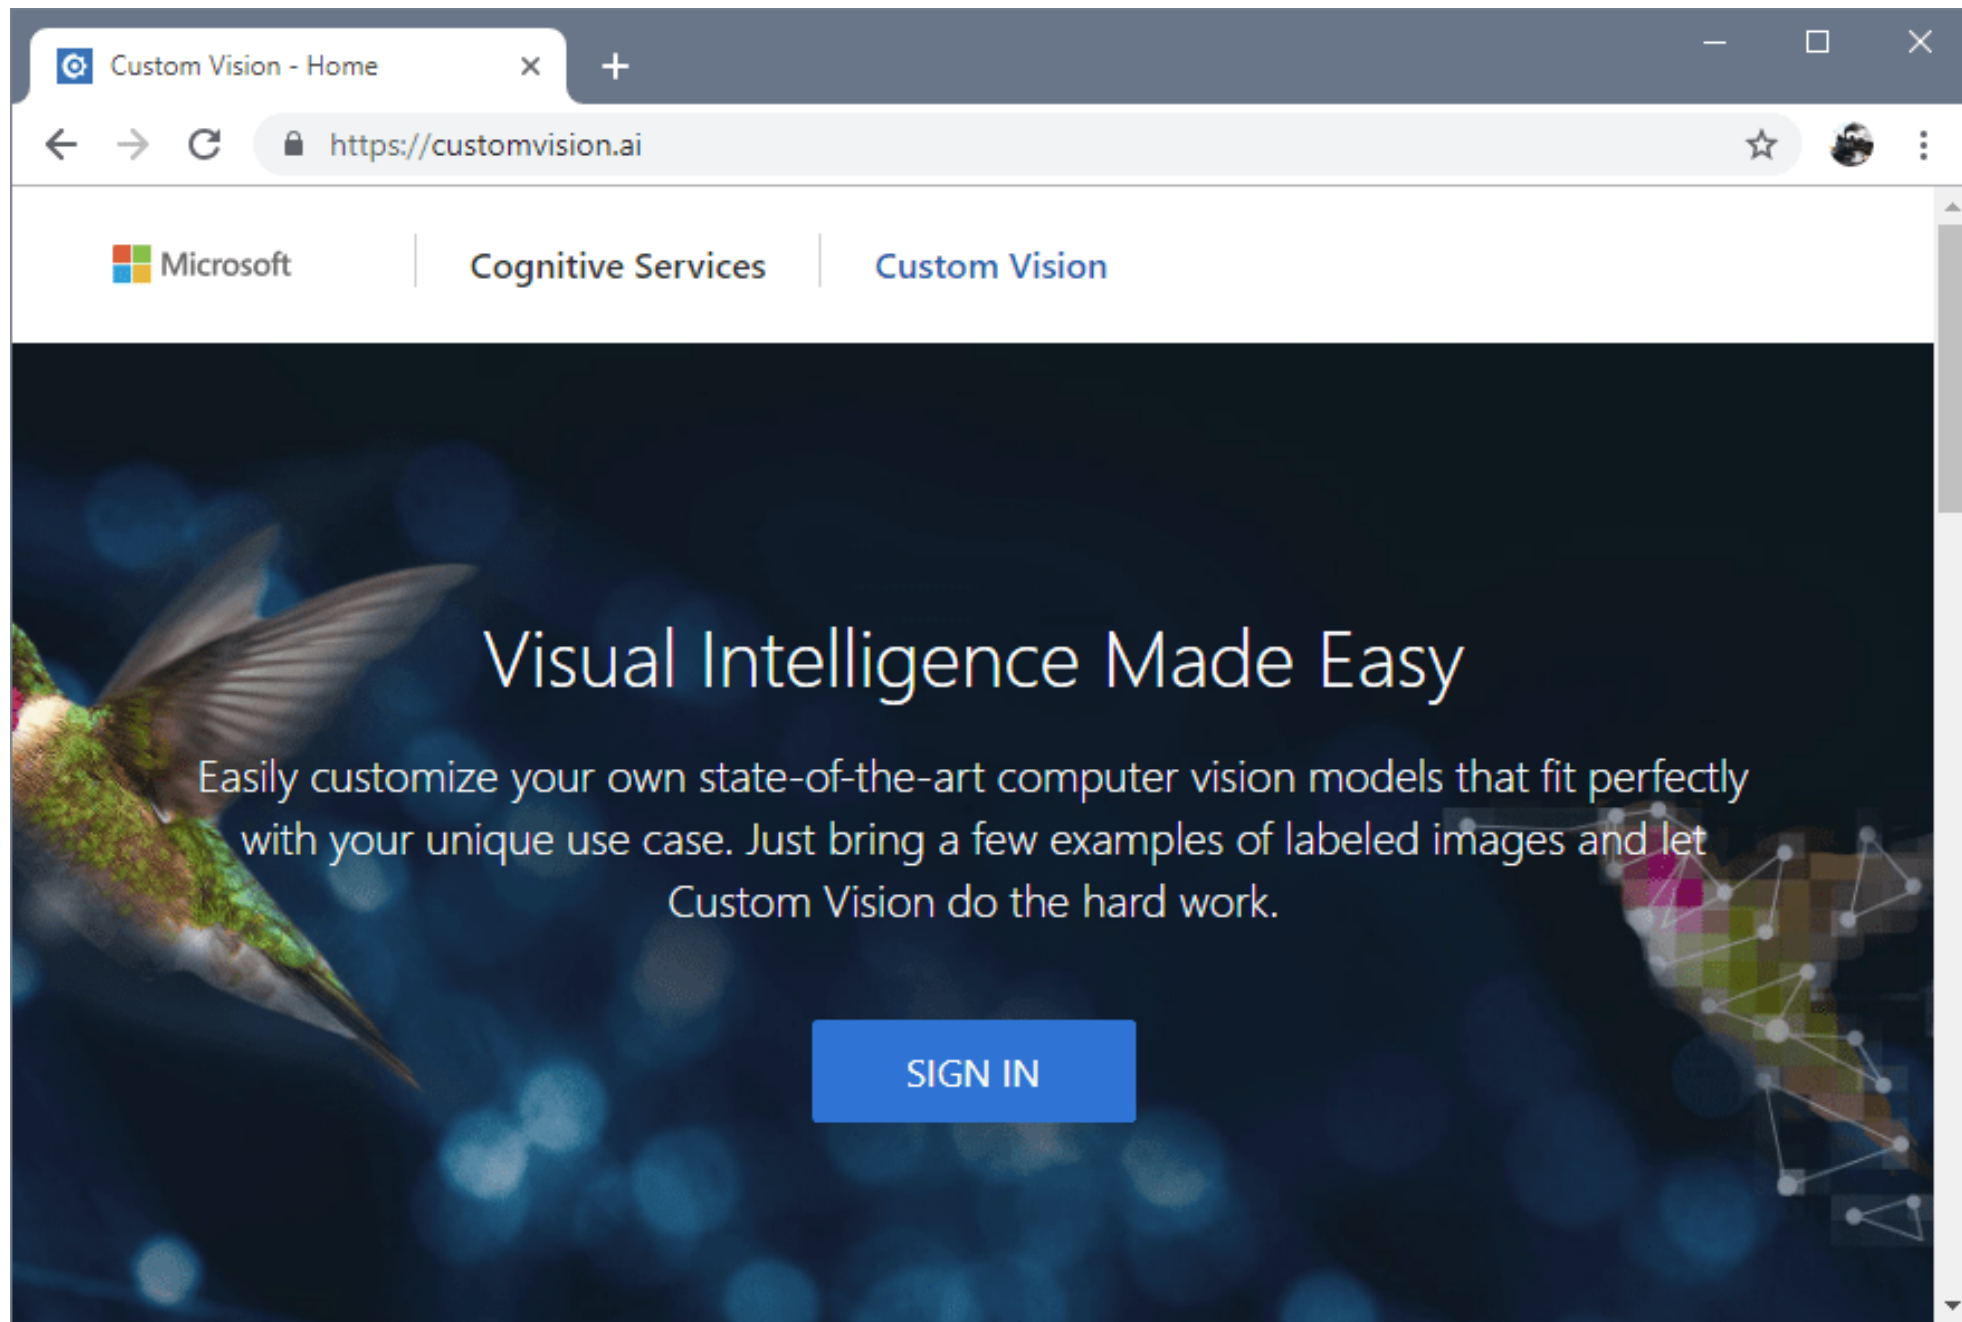 Custom Vision - Home
https://customvision.ai
Microsoft
Cognitive Services
Custom Vision
Visual Intelligence Made Easy
Easily customize your own state-of-the-art computer vision models that fit perfectly
with your unique use case. Just bring a few examples of labeled images and let
Custom Vision do the hard work.
SIGN IN